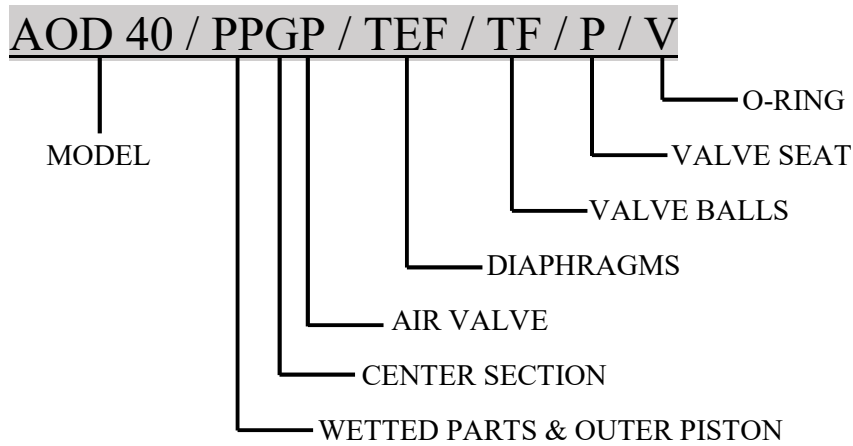 AOD 40 / PPGP / TEF / TF / P / V
O-RING
MODEL
VALVE SEAT
VALVE BALLS
DIAPHRAGMS
AIR VALVE
CENTER SECTION
WETTED PARTS & OUTER PISTON